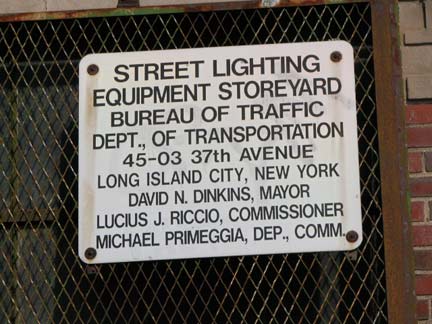 STREET LIGHTING
EQUIPMENT STOREYARD
BUREAU OF TRAFFIC
DEPT., OF TRANSPORTATION
45-03 37th AVENUE
LONG ISLAND CITY, NEW YORK
DAVID N. DINKINS, MAYOR
LUCIUS J. RICCIO, COMMISSIONER
MICHAEL PRIMEGGIA, DEP., COMM.